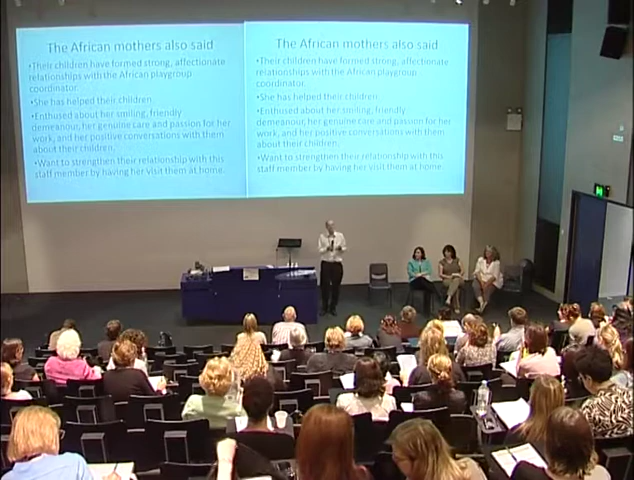 The African mothers also said
•Their children have formed strong, affectionate
relationships with the African playgroup
coordinator.
•She has helped their children.
•Enthused about her smiling, friendly
demeanour, her genuine care and passion for her
work, and her positive conversations with them
about their children.
•Want to strengthen their relationship with this
staff member by having her visit them at home.
The African mothers also said
•Their children have formed strong, affectionate
relationships with the African playgroup
coordinator.
•She has helped their children.
•Enthused about her smiling, friendly
demeanour, her genuine care and passion for her
work, and her positive conversations with them
about their children.
•Want to strengthen their relationship with this
staff member by having her visit them at home.